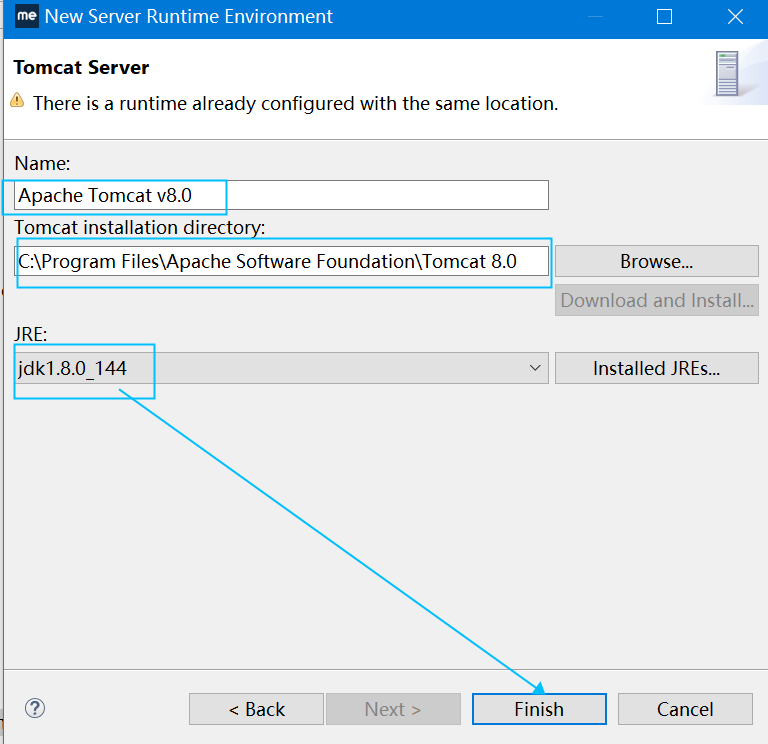 me New Server Runtime Environment
Tomcat Server
There is a runtime already configured with the same location.
Name:
Apache Tomcat v8.0
Tomcat installation directory:
C:\Program Files\Apache Software Foundation\Tomcat 8.0
Browse...
Download and Install...
JRE:
jdk1.8.0_144
Installed JREs...
?
< Back
Next >
Finish
Cancel